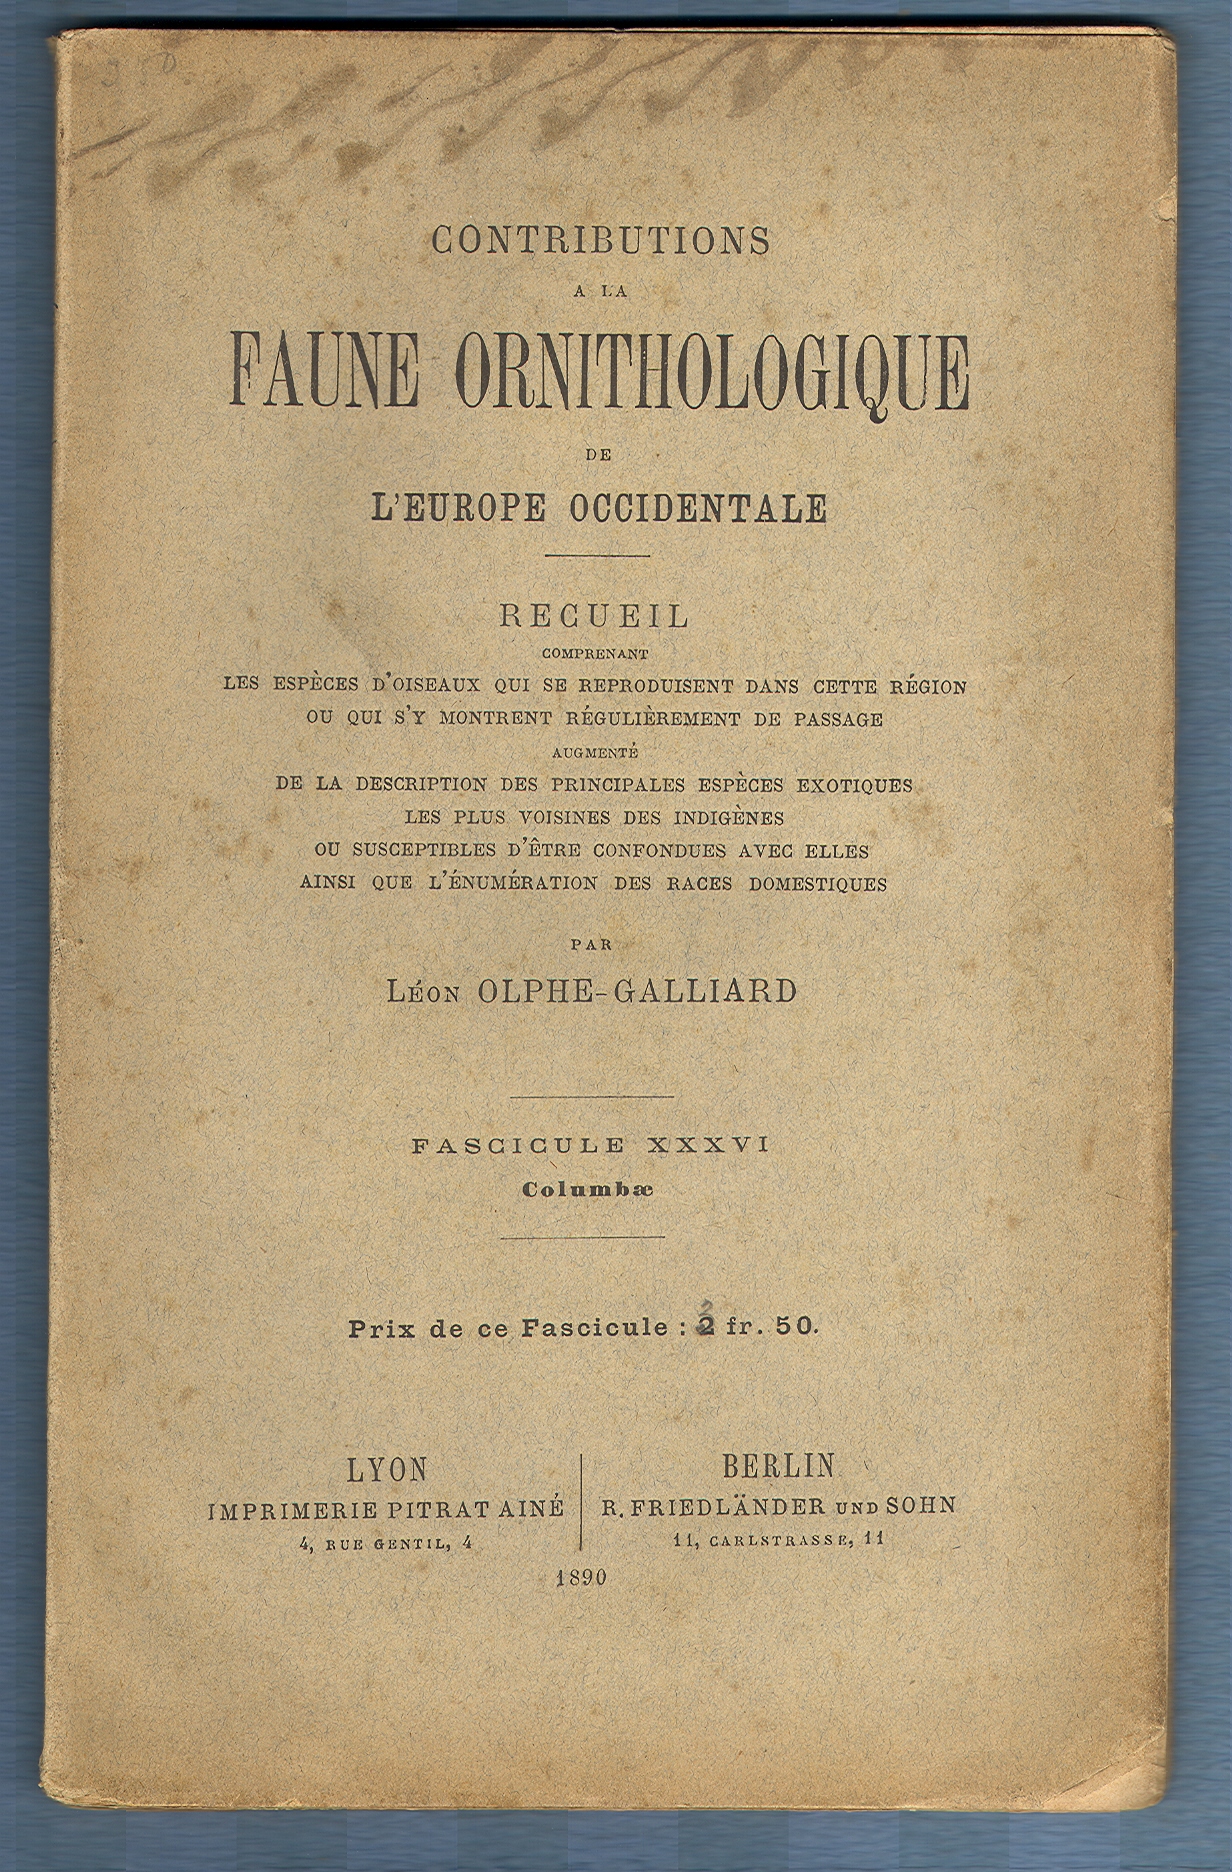 CONTRIBUTIONS
A LA
FAUNE ORNITHOLOGIQUE
DE
L'EUROPE OCCIDENTALE
RECUEIL
COMPRENANT
LES ESPÈCES D'OISEAUX QUI SE REPRODUISENT DANS CETTE RÉGION
OU QUI S'Y MONTRENT RÉGULIÈREMENT DE PASSAGE
AUGMENTÉ
DE LA DESCRIPTION DES PRINCIPALES ESPÈCES EXOTIQUES
LES PLUS VOISINES DES INDIGÈNES
OU SUSCEPTIBLES D'ÊTRE CONFONDUES AVEC ELLES
AINSI QUE L'ÉNUMÉRATION DES RACES DOMESTIQUES
PAR
LÉON OLPHE-GALLIARD
FASCICULE XXXVI
Columbæ
Prix de ce Fascicule : 2 fr. 50.
LYON
IMPRIMERIE PITRAT AINÉ
4, RUE GENTIL, 4
BERLIN
R. FRIEDLÄNDER UND SOHN
11, CARLSTRASSE, 11
1890